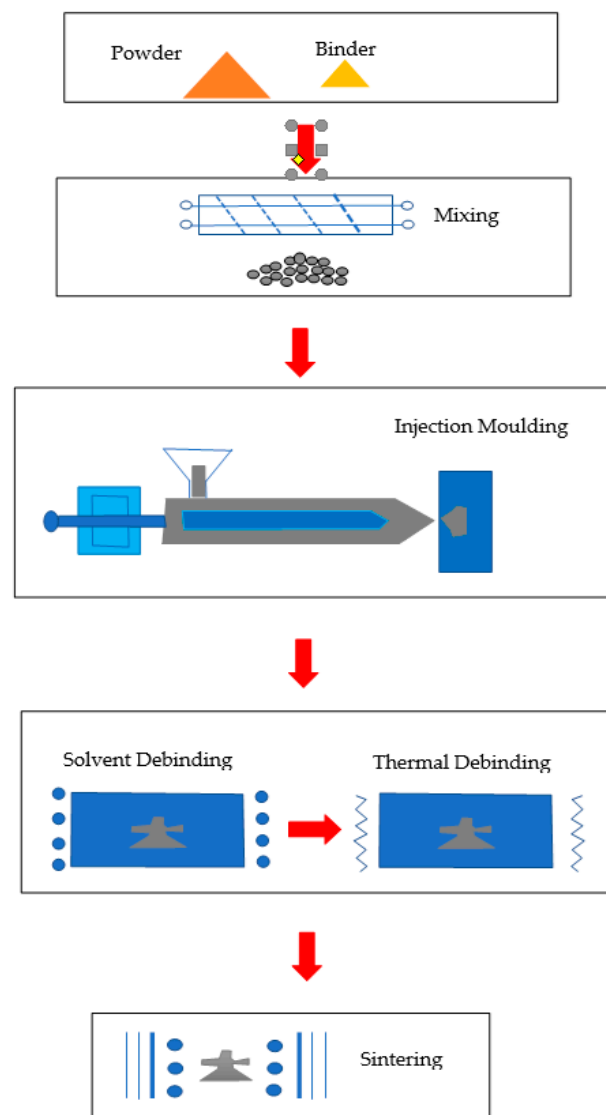 Powder
Binder
Mixing
Injection Moulding
Solvent Debinding
Thermal Debinding
Sintering